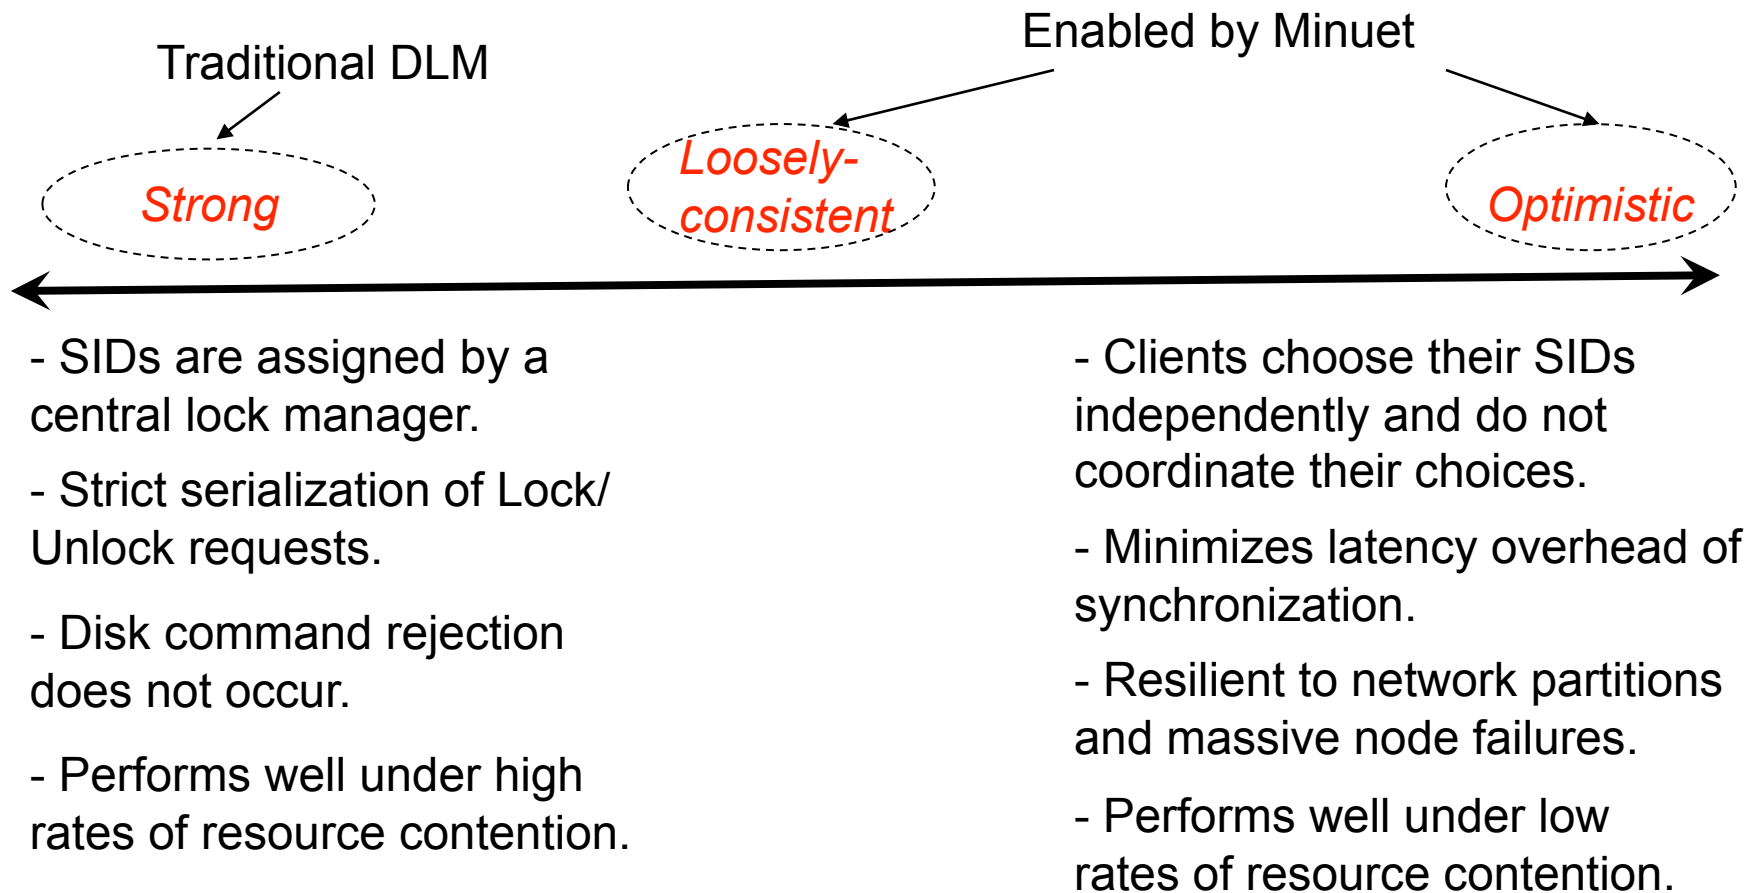 Traditional DLM
Enabled by Minuet
Strong
Loosely-
consistent
Optimistic
- SIDs are assigned by a
central lock manager.
- Strict serialization of Lock/
Unlock requests.
- Disk command rejection
does not occur.
- Performs well under high
rates of resource contention.
- Clients choose their SIDs
independently and do not
coordinate their choices.
- Minimizes latency overhead of
synchronization.
- Resilient to network partitions
and massive node failures.
- Performs well under low
rates of resource contention.